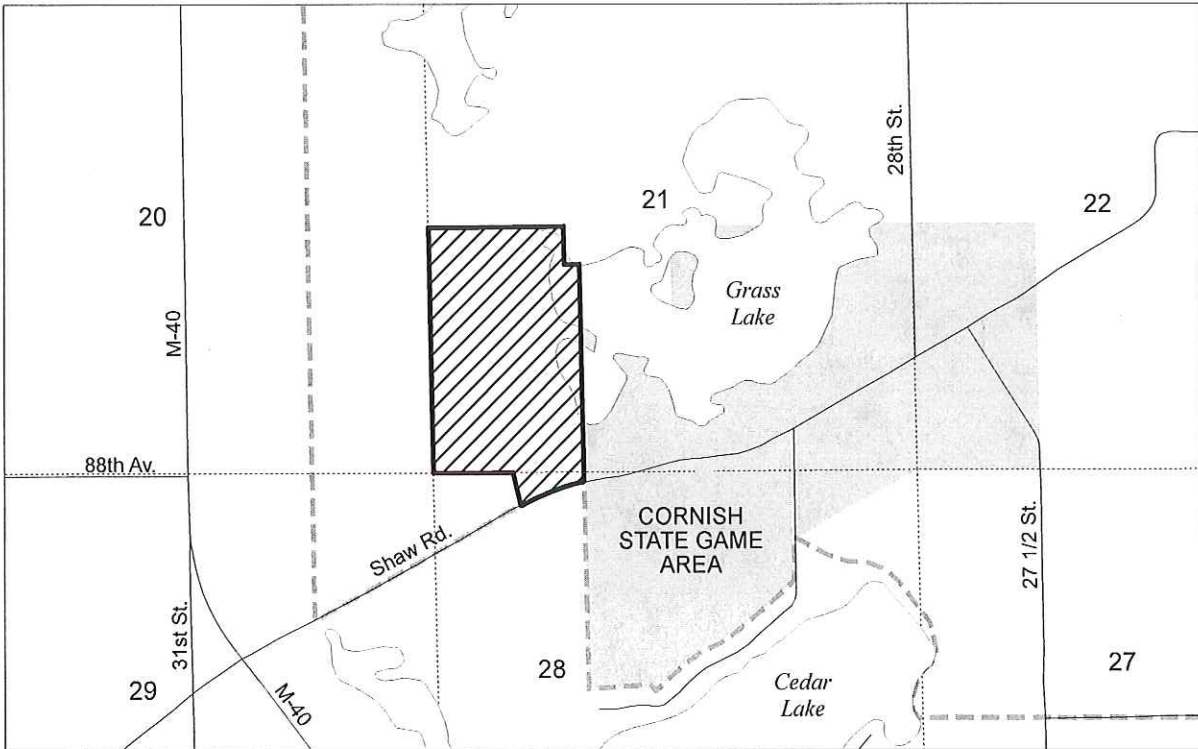 28th St.
20
21
22
Grass
Lake
M-40
88th Av.
Shaw Rd.
CORNISH
STATE GAME
AREA
27 1/2 St.
31st St.
29
M-40
28
Cedar
Lake
27